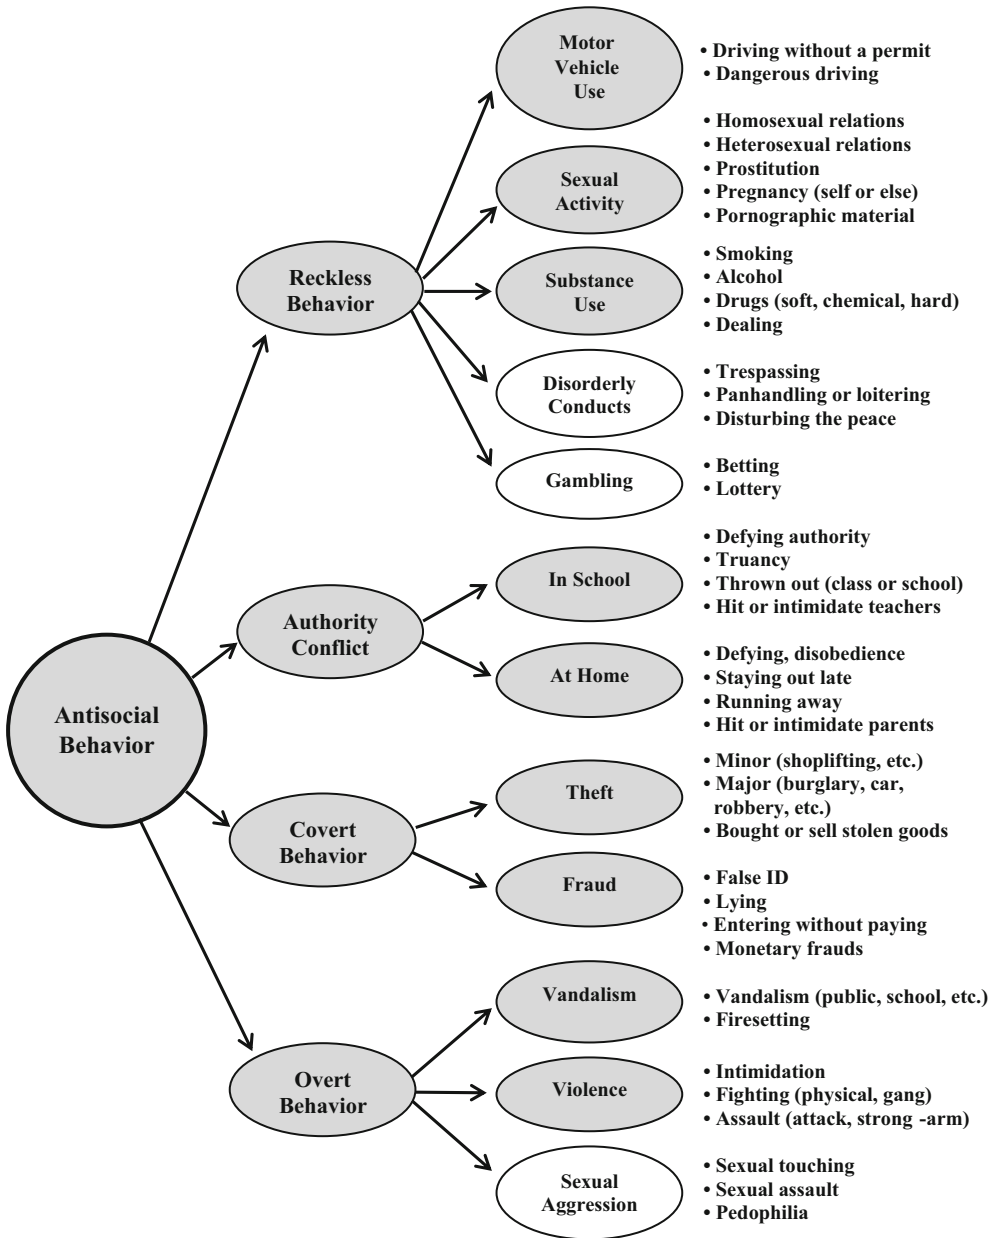 Motor
Vehicle
Use
• Driving without a permit
• Dangerous driving
Sexual
Activity
• Homosexual relations
• Heterosexual relations
• Prostitution
• Pregnancy (self or else)
• Pornographic material
Reckless
Behavior
Substance
Use
• Smoking
• Alcohol
• Drugs (soft, chemical, hard)
• Dealing
Disorderly
Conducts
• Trespassing
• Panhandling or loitering
• Disturbing the peace
Gambling
• Betting
• Lottery
In School
• Defying authority
• Truancy
• Thrown out (class or school)
• Hit or intimidate teachers
Authority
Conflict
At Home
• Defying, disobedience
• Staying out late
• Running away
• Hit or intimidate parents
Antisocial
Behavior
Theft
• Minor (shoplifting, etc.)
• Major (burglary, car,
robbery, etc.)
• Bought or sell stolen goods
Covert
Behavior
Fraud
• False ID
• Lying
• Entering without paying
• Monetary frauds
Vandalism
• Vandalism (public, school, etc.)
• Firesetting
Overt
Behavior
Violence
• Intimidation
• Fighting (physical, gang)
• Assault (attack, strong -arm)
Sexual
Aggression
• Sexual touching
• Sexual assault
• Pedophilia